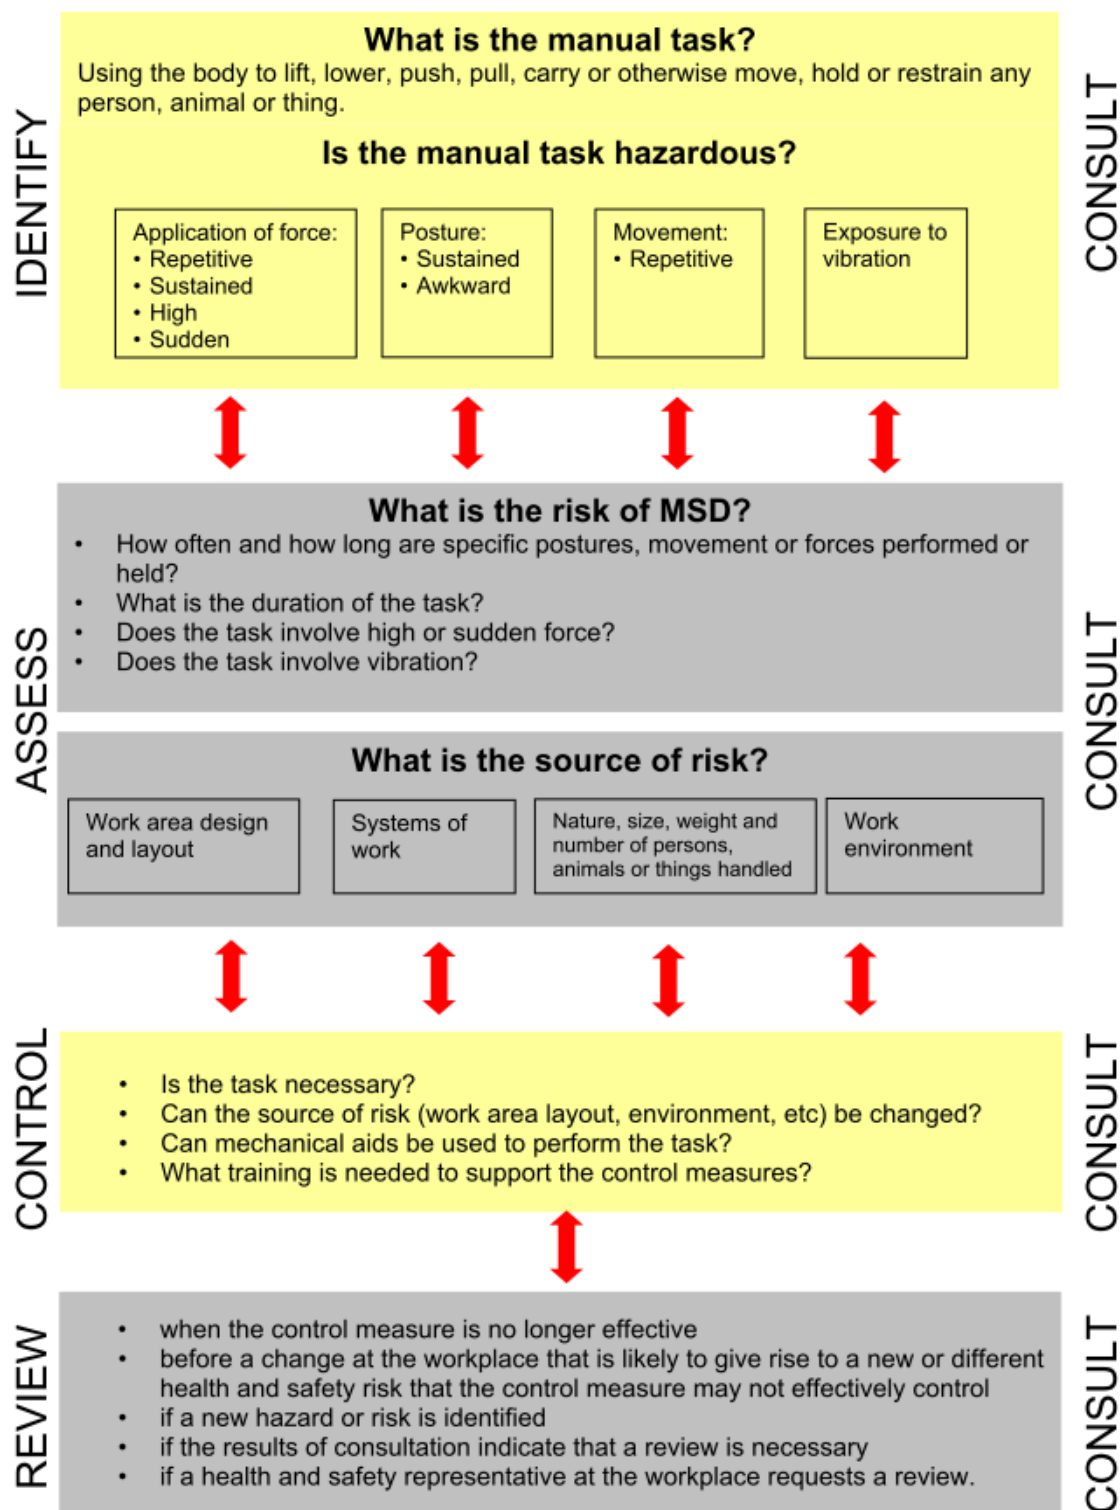 What is the manual task?
Using the body to lift, lower, push, pull, carry or otherwise move, hold or restrain any
person, animal or thing.
IDENTIFY
CONSULT
Is the manual task hazardous?
Application of force:
• Repetitive
• Sustained
• High
• Sudden
Posture:
• Sustained
• Awkward
Movement:
• Repetitive
Exposure to
vibration
What is the risk of MSD?
• How often and how long are specific postures, movement or forces performed or
held?
• What is the duration of the task?
• Does the task involve high or sudden force?
• Does the task involve vibration?
ASSESS
CONSULT
What is the source of risk?
Work area design
and layout
Systems of
work
Nature, size, weight and
number of persons,
animals or things handled
Work
environment
CONTROL
CONSULT
• Is the task necessary?
• Can the source of risk (work area layout, environment, etc) be changed?
• Can mechanical aids be used to perform the task?
• What training is needed to support the control measures?
REVIEW
CONSULT
• when the control measure is no longer effective
• before a change at the workplace that is likely to give rise to a new or different
health and safety risk that the control measure may not effectively control
• if a new hazard or risk is identified
• if the results of consultation indicate that a review is necessary
• if a health and safety representative at the workplace requests a review.